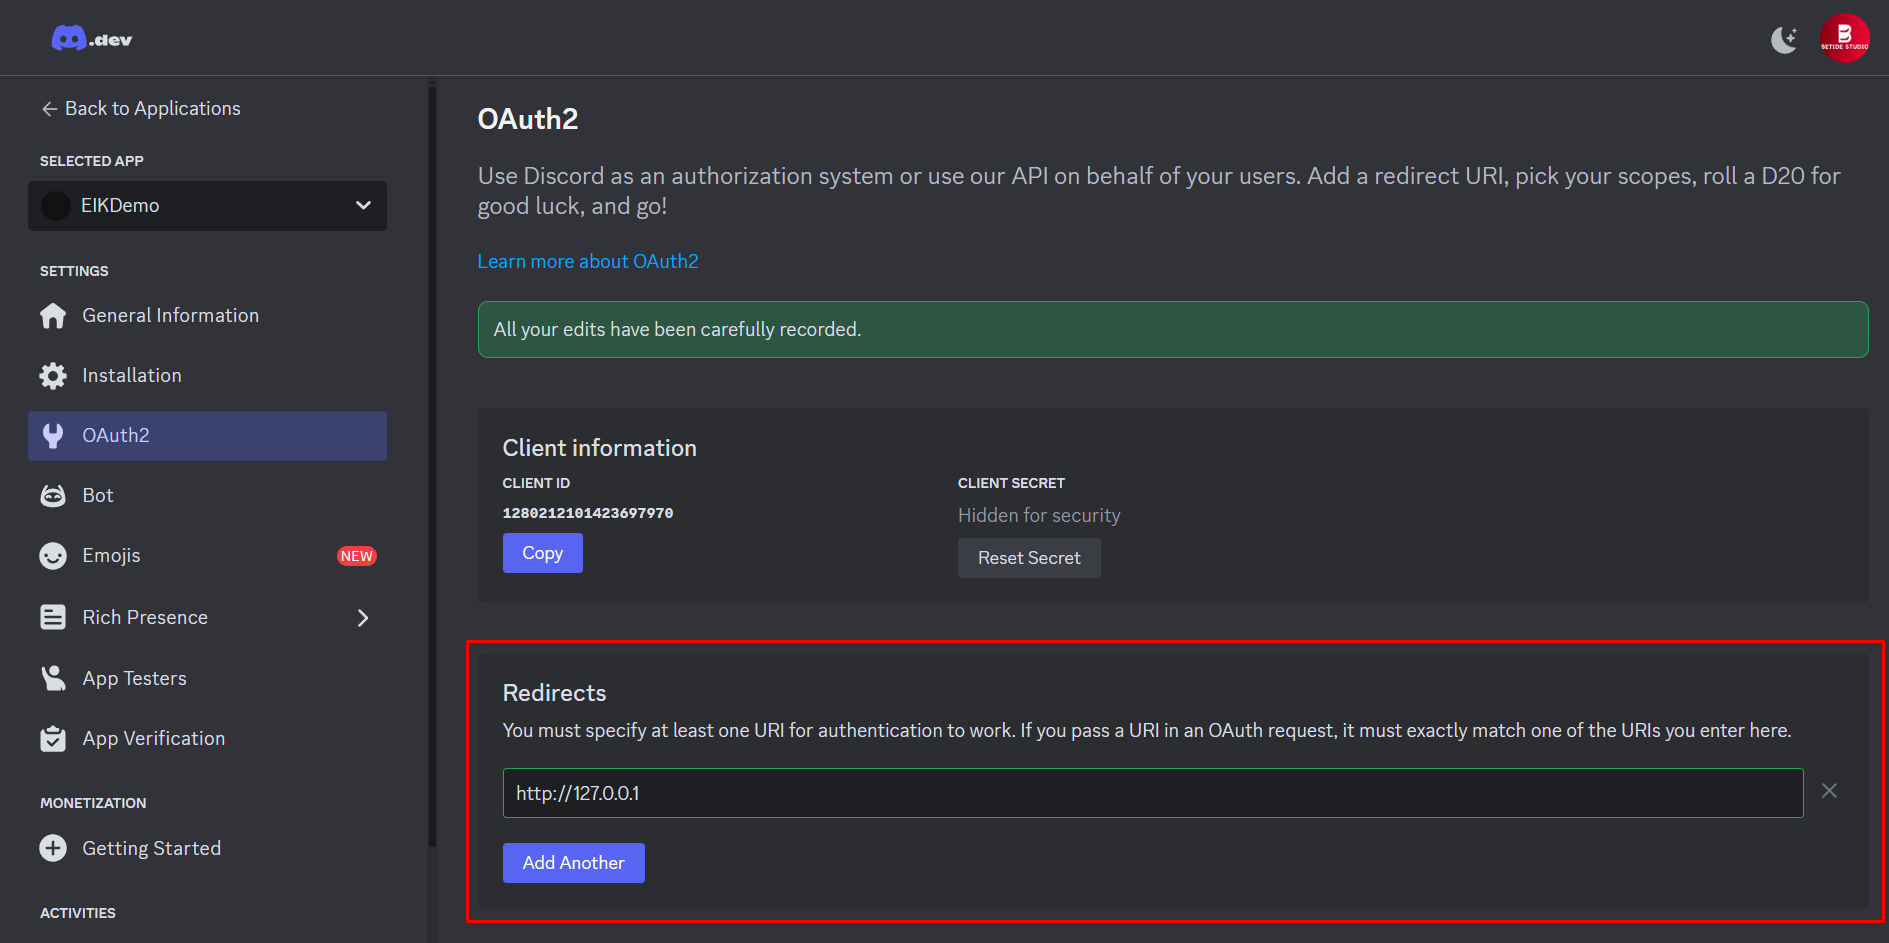 .dev
BETIDE STUDIO
Back to Applications
SELECTED APP
EIKDemo
SETTINGS
General Information
Installation
OAuth2
Bot
Emojis
NEW
Rich Presence
App Testers
App Verification
MONETIZATION
Getting Started
ACTIVITIES
OAuth2
Use Discord as an authorization system or use our API on behalf of your users. Add a redirect URI, pick your scopes, roll a D20 for
good luck, and go!
Learn more about OAuth2
All your edits have been carefully recorded.
Client information
CLIENT ID
1280212101423697970
Copy
CLIENT SECRET
Hidden for security
Reset Secret
Redirects
You must specify at least one URI for authentication to work. If you pass a URI in an OAuth request, it must exactly match one of the URIs you enter here.
http://127.0.0.1
Add Another